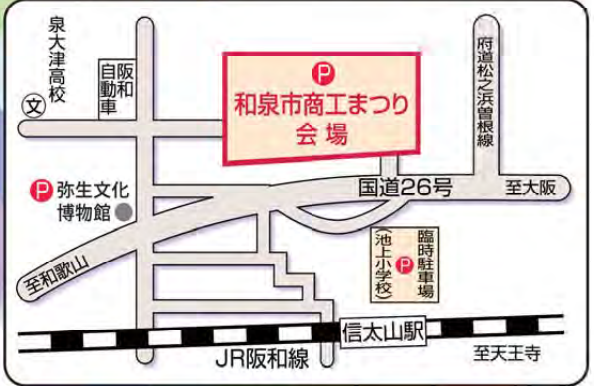 泉大津高校
文
阪和
自動車
P
和泉市商工まつり
会場
府道松之浜曽根線
P 弥生文化
博物館
国道26号
至大阪
至和歌山
臨時駐車場
P
(池上小学校)
信太山駅
JR阪和線
至天王寺